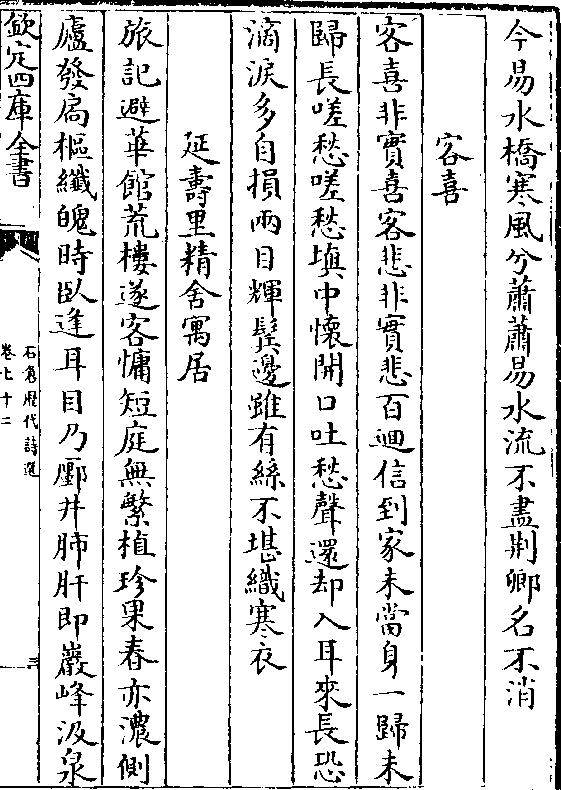 今易水橋寒風兮蕭蕭易水流不盡荆卿名不消
客喜
客喜非實喜客悲非實悲百迴信到家未當身一歸未
歸長嗟愁嗟愁填中懷開口吐愁聲還却入耳來長恐
滴淚多自損兩目輝鬂邊雖有絲不堪織寒衣
延壽里精舍寓居
旅記避華館荒樓遂客慵短庭無繁植珍果春亦濃側
廬發扃樞纖魄時臥逢耳目乃鄽井肺肝即巖峰汲泉
欽定四庫全書
石倉歴代詩選
卷七十二
三